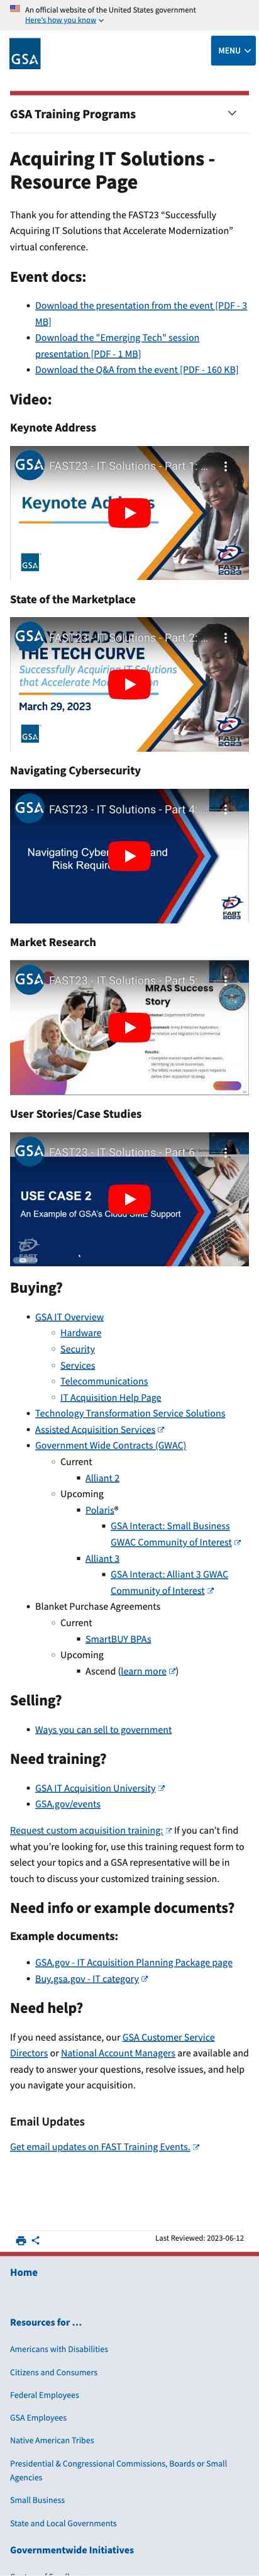 An official website of the United States government
Here's how you know
GSA
MENU
GSA Training Programs
Acquiring IT Solutions -
Resource Page
Thank you for attending the FAST23 “Successfully
Acquiring IT Solutions that Accelerate Modernization”
virtual conference.
Event docs:
• Download the presentation from the event [PDF - 3
MB]
• Download the "Emerging Tech" session
presentation [PDF - 1 MB]
• Download the Q&A from the event [PDF - 160 KB]
Video:
Keynote Address
GSA FAST23 - IT Solutions - Part 1: ...
Keynote Address
GSA
FAST
2023
State of the Marketplace
GSA FAST23 - IT Solutions - Part 2: ...
THE TECH CURVE
Successfully Acquiring IT Solutions
that Accelerate
March 29, 2023
GSA
FAST
2023
Navigating Cybersecurity
GSA FAST23 - IT Solutions - Part 4
Navigating and
Risk
FAST
2023
Market Research
GSA FAST23 - IT Solutions - Part 5:
MRAS Success
Story
Results:
User Stories/Case Studies
GSA FAST23 - IT Solutions - Part 6
USE CASE 2
An Example of GSA's Cloud SME Support
Buying?
• GSA IT Overview
◦ Hardware
◦ Security
◦ Services
◦ Telecommunications
◦ IT Acquisition Help Page
• Technology Transformation Service Solutions
• Assisted Acquisition Services
• Government Wide Contracts (GWAC)
◦ Current
▪ Alliant 2
◦ Upcoming
▪ Polaris®
▪ GSA Interact: Small Business
GWAC Community of Interest
▪ Alliant 3
▪ GSA Interact: Alliant 3 GWAC
Community of Interest
• Blanket Purchase Agreements
◦ Current
▪ SmartBUY BPAs
◦ Upcoming
▪ Ascend (learn more)
Selling?
• Ways you can sell to government
Need training?
• GSA IT Acquisition University
• GSA.gov/events
Request custom acquisition training: If you can't find
what you're looking for, use this training request form to
select your topics and a GSA representative will be in
touch to discuss your customized training session.
Need info or example documents?
Example documents:
• GSA.gov - IT Acquisition Planning Package page
• Buy.gsa.gov - IT category
Need help?
If you need assistance, our GSA Customer Service
Directors or National Account Managers are available and
ready to answer your questions, resolve issues, and help
you navigate your acquisition.
Email Updates
Get email updates on FAST Training Events.
Last Reviewed: 2023-06-12
Home
Resources for …
Americans with Disabilities
Citizens and Consumers
Federal Employees
GSA Employees
Native American Tribes
Presidential & Congressional Commissions, Boards or Small
Agencies
Small Business
State and Local Governments
Governmentwide Initiatives